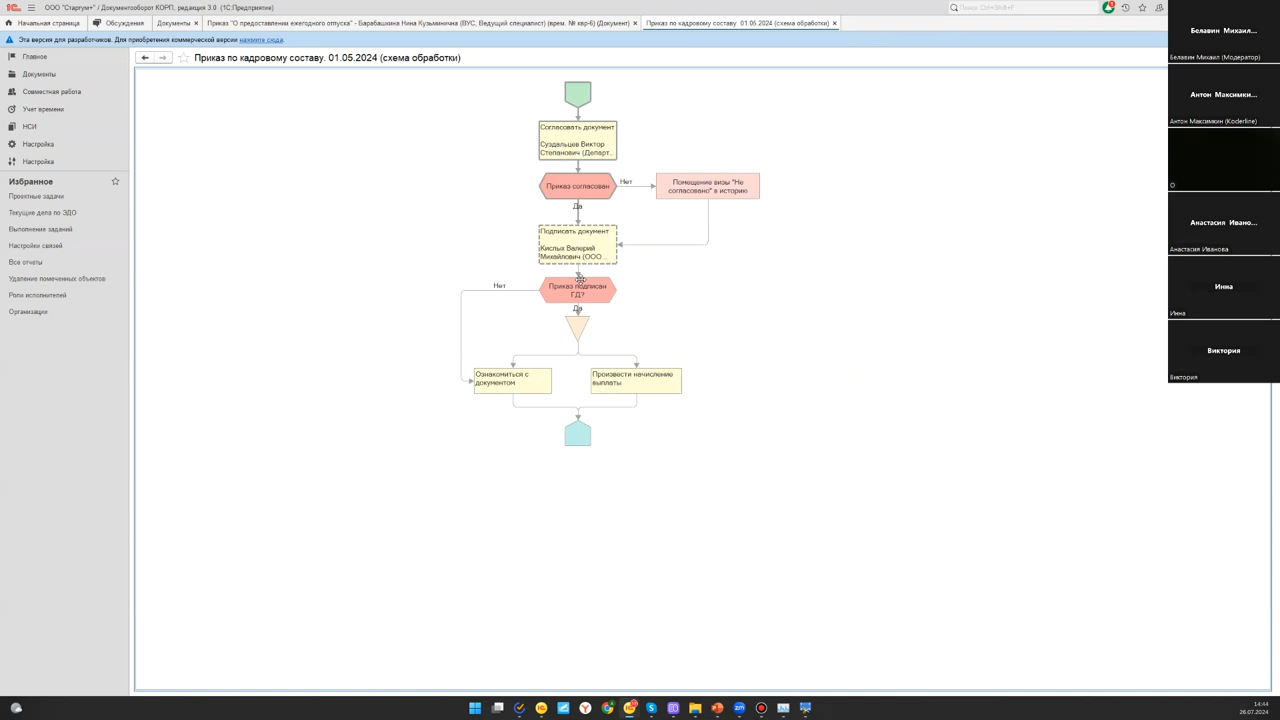 ООО "Стартум+" / Документооборот КОРП, редакция 3.0 (1С:Предприятие)
Поиск Ctrl+Shift+F
Начальная страница
Обсуждения
Документы ×
Приказ "О предоставлении ежегодного отпуска" - Барабашкина Нина Кузьминична (ВУС, Ведущий специалист) (врем. № квр-6) (Документ) ×
Приказ по кадровому составу. 01.05.2024 (схема обработки) ×
Эта версия для разработчиков. Для приобретения коммерческой версии нажмите сюда.
Главное
Документы
Совместная работа
Учет времени
НСИ
Настройка
Настройка
Избранное
Проектные задачи
Текущие дела по ЭДО
Выполнение заданий
Настройки связей
Все отчеты
Удаление помеченных объектов
Роли исполнителей
Организации
Приказ по кадровому составу. 01.05.2024 (схема обработки)
Согласовать документ
Суздальцев Виктор
Степанович (Департ...
Приказ согласован
Нет
Помещение визы "Не
согласовано" в историю
Да
Подписать документ
Кислых Валерий
Михайлович (ООО ...
Нет
Приказ подписан
ГД?
Да
Ознакомиться с
документом
Произвести начисление
выплаты
Белавин Михаил...
Белавин Михаил (Модератор)
Антон Максимки...
Антон Максимкин (Koderline)
О
Анастасия Ивано...
Анастасия Иванова
Инна
Инна
Виктория
Виктория
14:44
26.07.2024